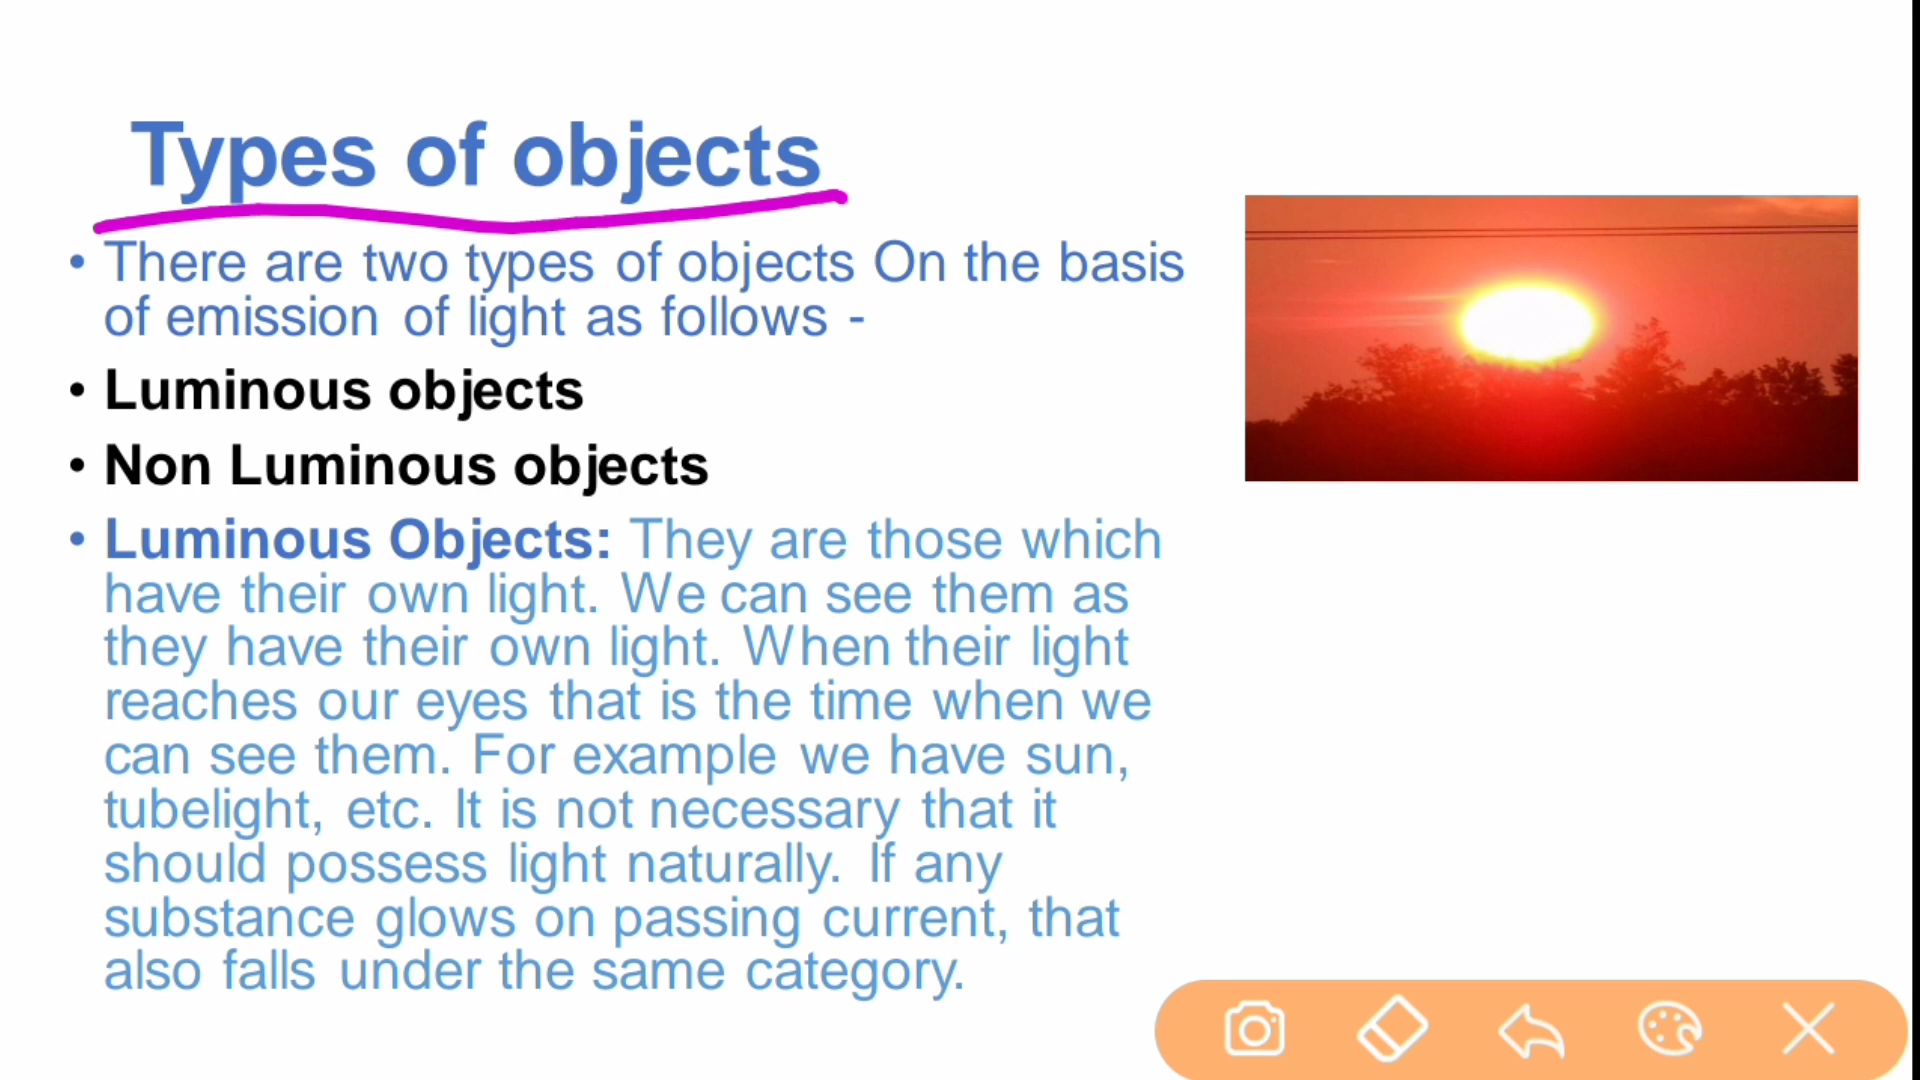 Types of objects
• There are two types of objects On the basis
of emission of light as follows -
• Luminous objects
• Non Luminous objects
• Luminous Objects: They are those which
have their own light. We can see them as
they have their own light. When their light
reaches our eyes that is the time when we
can see them. For example we have sun,
tubelight, etc. It is not necessary that it
should possess light naturally. If any
substance glows on passing current, that
also falls under the same category.